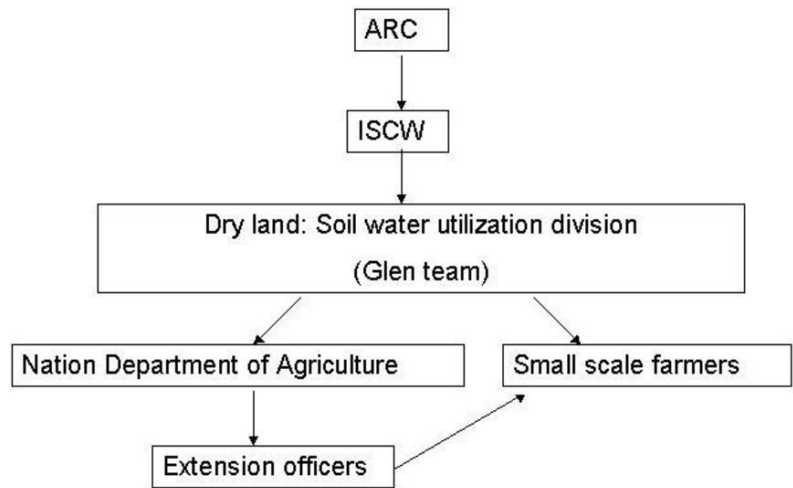 ARC
ISCW
Dry land: Soil water utilization division
(Glen team)
Nation Department of Agriculture
Small scale farmers
Extension officers